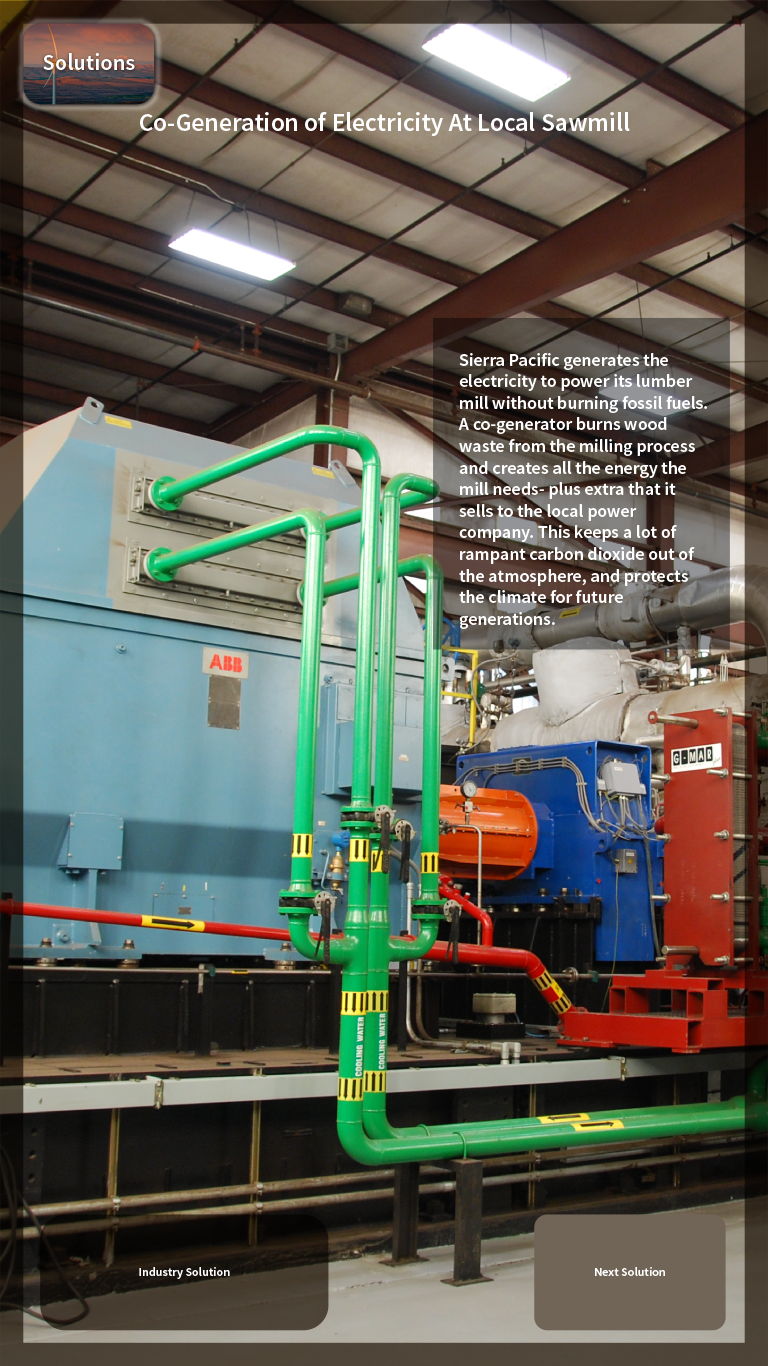 Solutions
Co-Generation of Electricity At Local Sawmill
Sierra Pacific generates the
electricity to power its lumber
mill without burning fossil fuels.
A co-generator burns wood
waste from the milling process
and creates all the energy the
mill needs- plus extra that it
sells to the local power
company. This keeps a lot of
rampant carbon dioxide out of
the atmosphere, and protects
the climate for future
generations.
ABB
G-MAR
COOLING WATER
COOLING WATER
Industry Solution
Next Solution